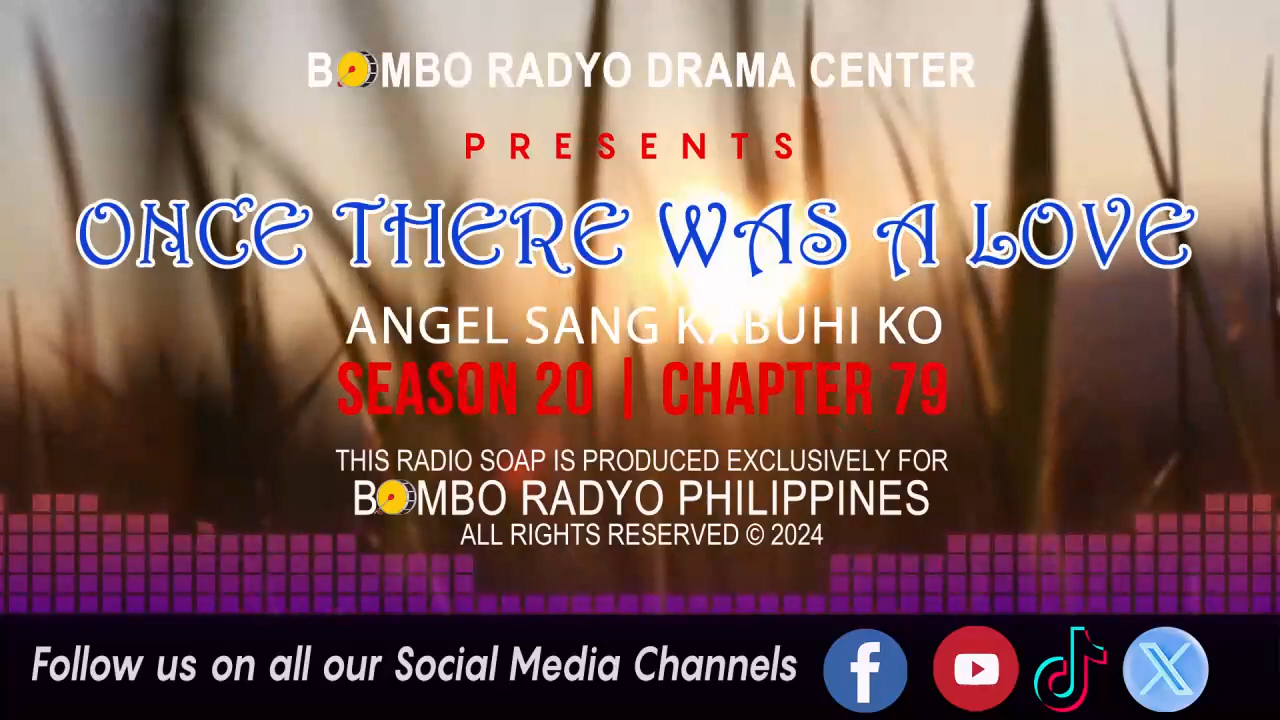 BOMBO RADYO DRAMA CENTER
PRESENTS
ONCE THERE WAS A LOVE
ANGEL SANG KABUHI KO
SEASON 20 | CHAPTER 79
THIS RADIO SOAP IS PRODUCED EXCLUSIVELY FOR
BOMBO RADYO PHILIPPINES
ALL RIGHTS RESERVED © 2024
Follow us on all our Social Media Channels